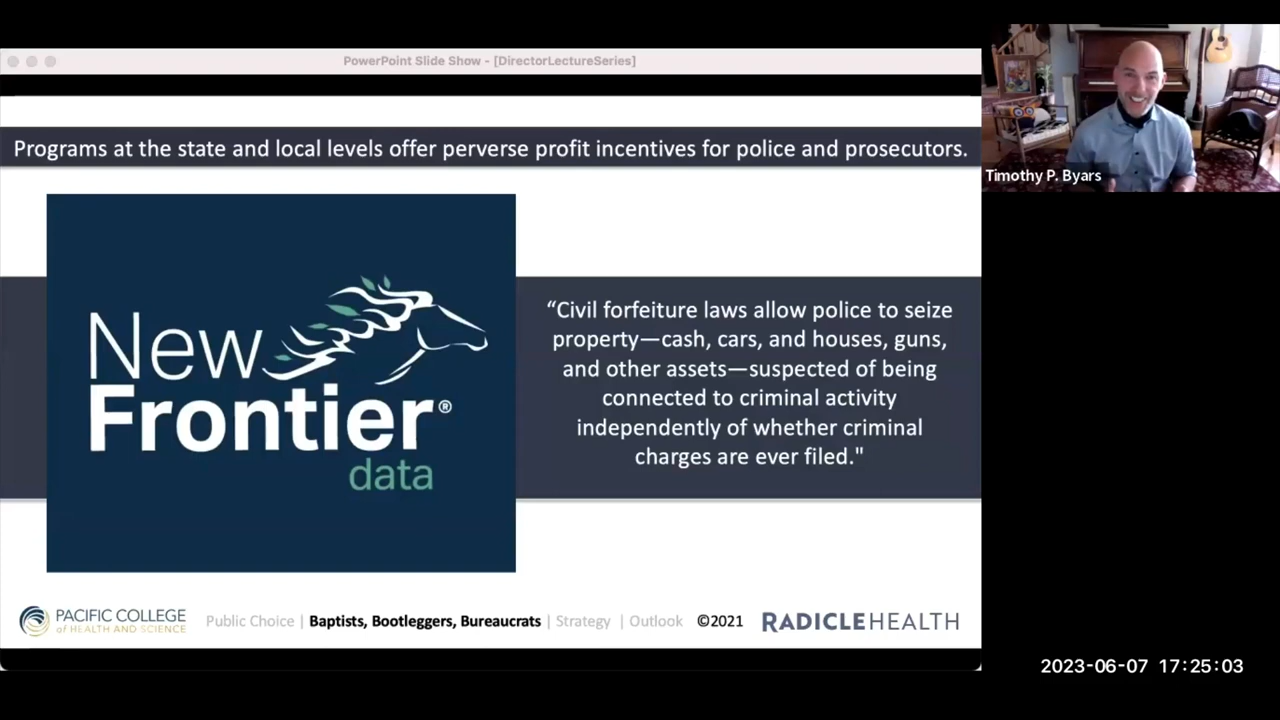 PowerPoint Slide Show - [DirectorLectureSeries]
Programs at the state and local levels offer perverse profit incentives for police and prosecutors.
Timothy P. Byars
New
Frontier®
data
“Civil forfeiture laws allow police to seize
property—cash, cars, and houses, guns,
and other assets—suspected of being
connected to criminal activity
independently of whether criminal
charges are ever filed."
PACIFIC COLLEGE
of HEALTH AND SCIENCE
Public Choice | Baptists, Bootleggers, Bureaucrats | Strategy | Outlook ©2021
RADICLEHEALTH
2023-06-07 17:25:03